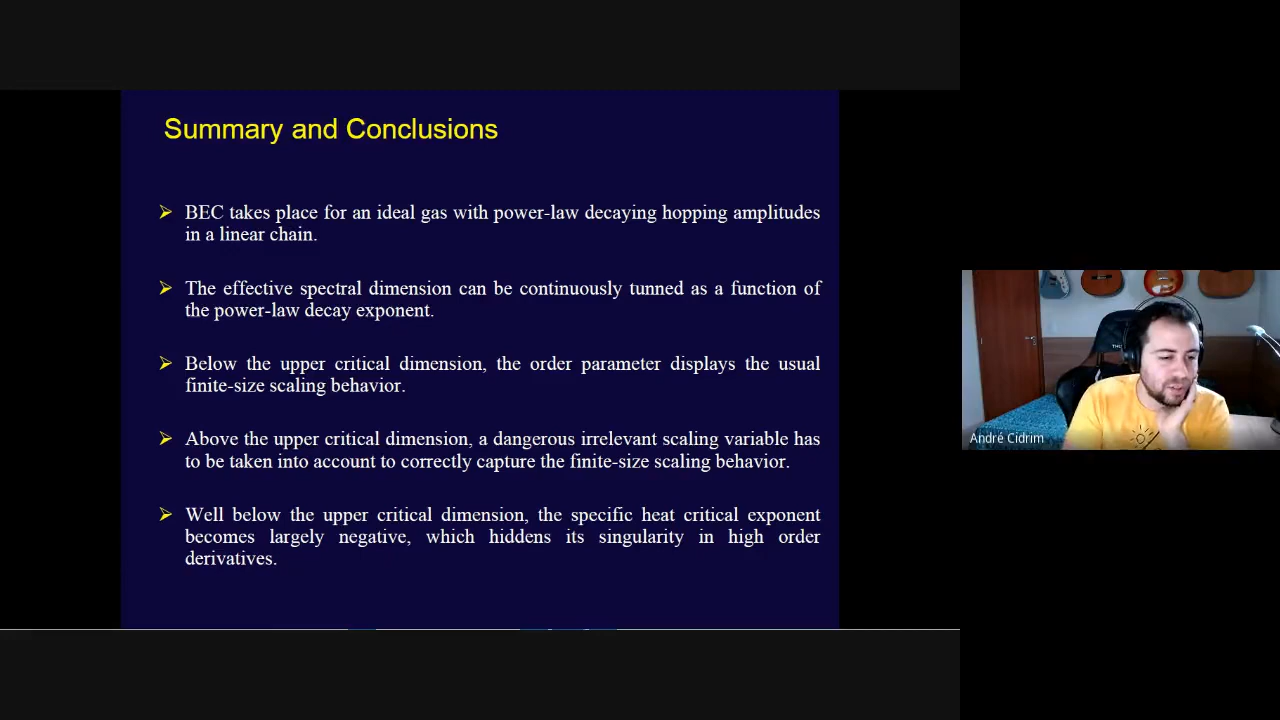 Summary and Conclusions
BEC takes place for an ideal gas with power-law decaying hopping amplitudes
in a linear chain.
The effective spectral dimension can be continuously tunned as a function of
the power-law decay exponent.
Below the upper critical dimension, the order parameter displays the usual
finite-size scaling behavior.
Above the upper critical dimension, a dangerous irrelevant scaling variable has
to be taken into account to correctly capture the finite-size scaling behavior.
Well below the upper critical dimension, the specific heat critical exponent
becomes largely negative, which hiddens its singularity in high order
derivatives.
André Cidrim